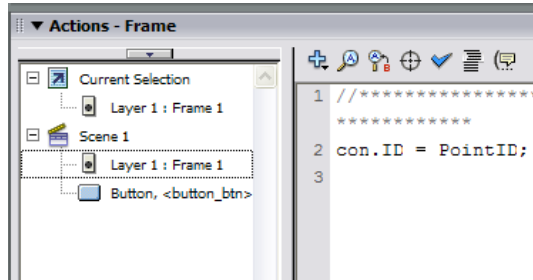 Actions - Frame
Current Selection
Layer 1 : Frame 1
Scene 1
Layer 1 : Frame 1
Button, <button_btn>
1 //***************
************
2 con.ID = PointID;
3